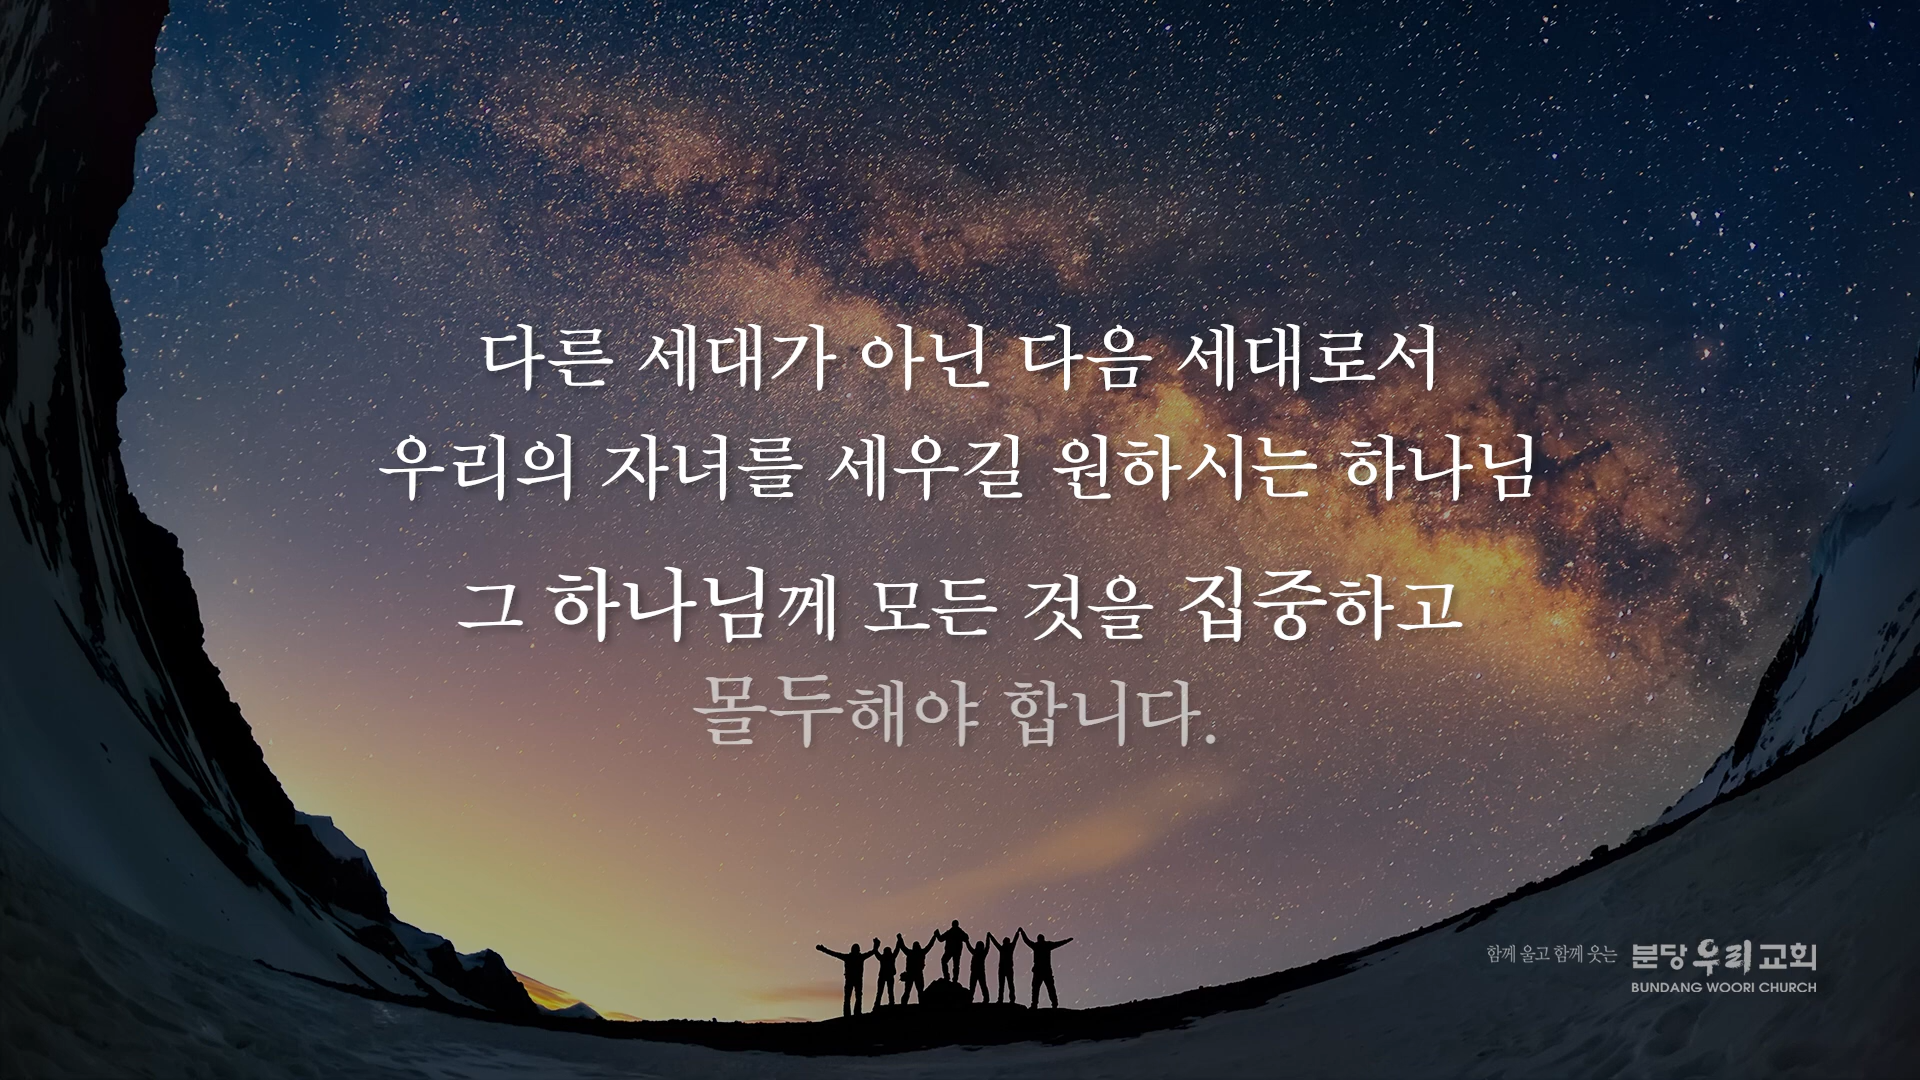 다른 세대가 아닌 다음 세대로서
우리의 자녀를 세우길 원하시는 하나님
그 하나님께 모든 것을 집중하고
몰두해야 합니다.
함께 울고 함께 웃는 분당우리교회
BUNDANG WOORI CHURCH